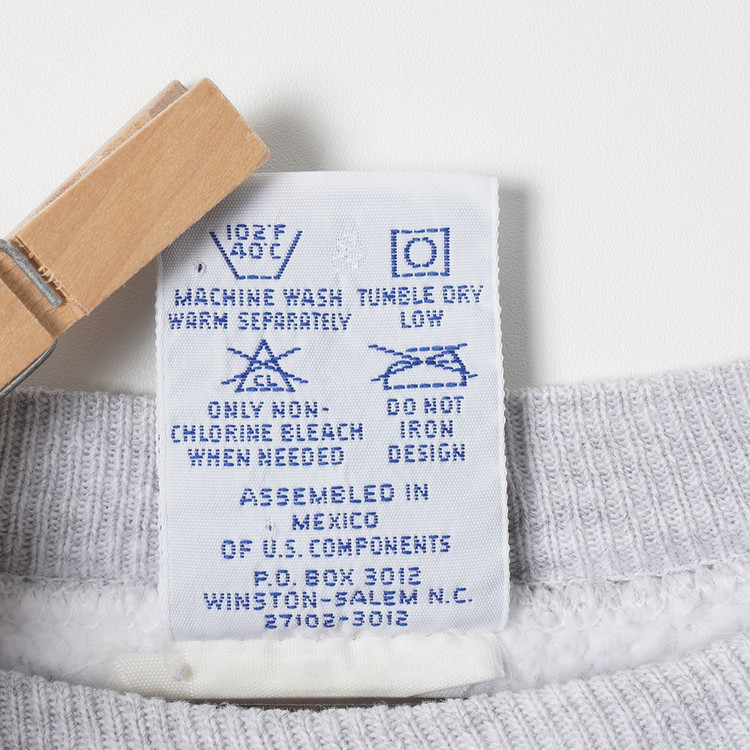 102°F
40°C
MACHINE WASH
WARM SEPARATELY
TUMBLE DRY
LOW
CL
ONLY NON-
CHLORINE BLEACH
WHEN NEEDED
DO NOT
IRON
DESIGN
ASSEMBLED IN
MEXICO
OF U.S. COMPONENTS
P.O. BOX 3012
WINSTON-SALEM N.C.
27102-3012